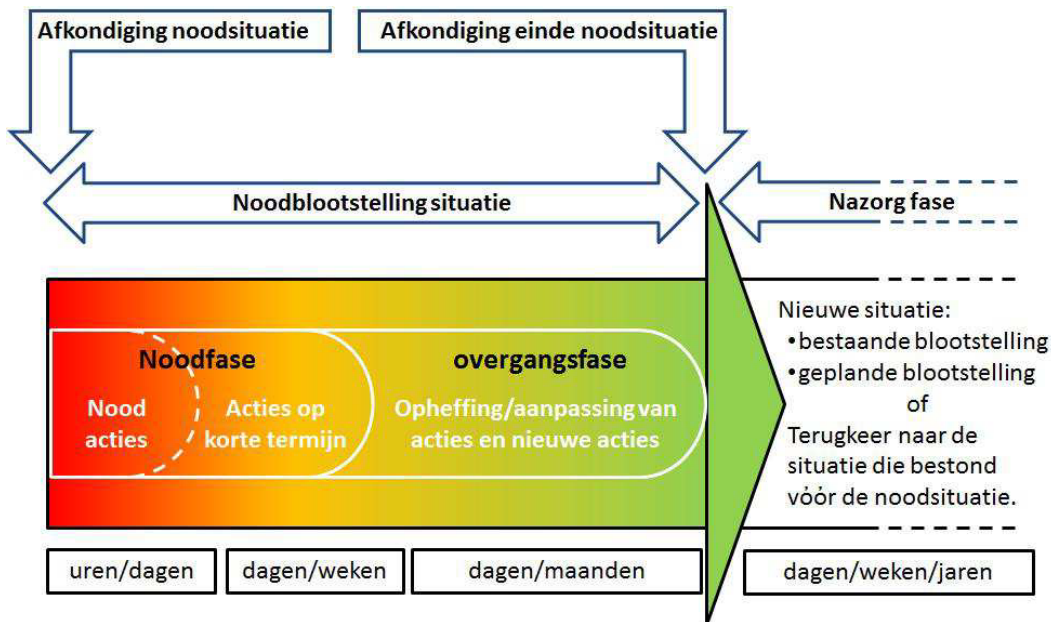 Afkondiging noodsituatie
Afkondiging einde noodsituatie
Noodblootstelling situatie
Nazorg fase
Noodfase
Nood
acties
Acties op
korte termijn
overgangsfase
Opheffing/aanpassing van
acties en nieuwe acties
Nieuwe situatie:
•bestaande blootstelling
•geplande blootstelling
of
Terugkeer naar de
situatie die bestond
vȯȯr de noodsituatie.
uren/dagen
dagen/weken
dagen/maanden
dagen/weken/jaren